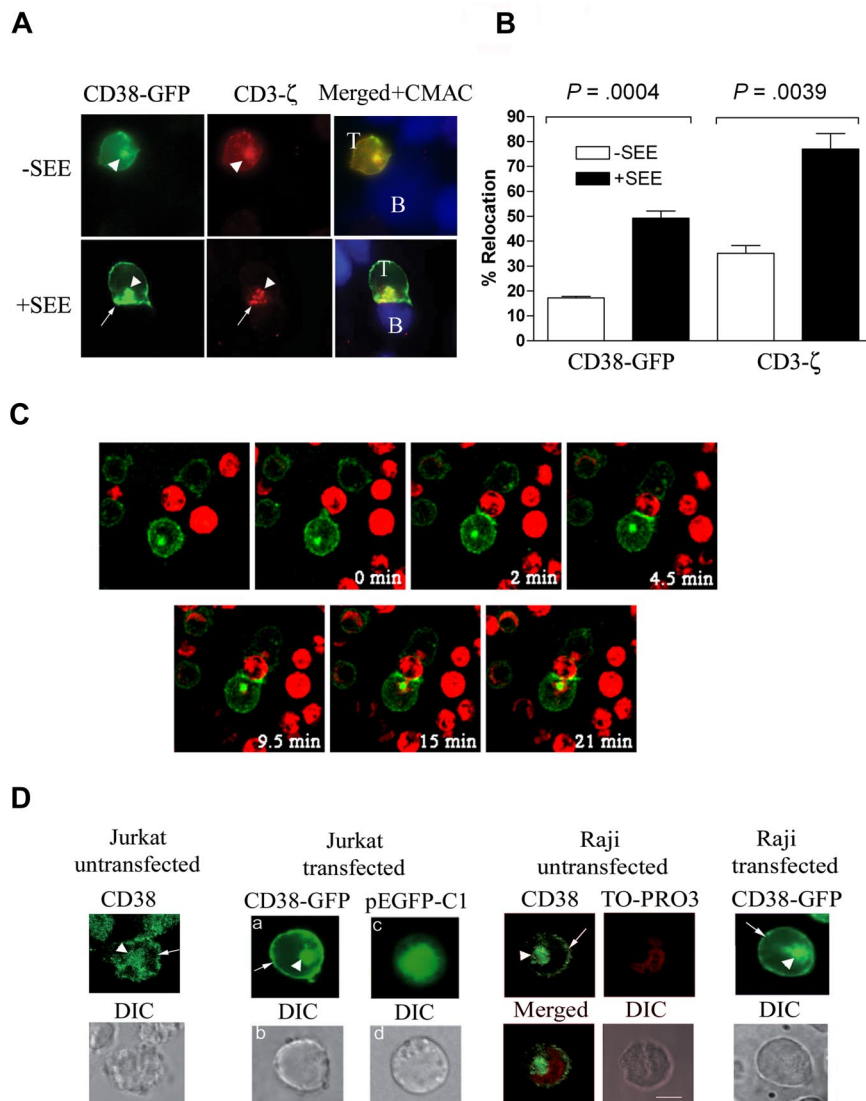 A
CD38-GFP CD3-ζ Merged+CMAC
-SEE
T
B
+SEE
T
B
B
P = .0004 P = .0039
90
80
70
60
50
40
30
20
10
0
% Relocation
-SEE
+SEE
CD38-GFP CD3-ζ
C
0 min 2 min 4.5 min
9.5 min 15 min 21 min
D
Jurkat
untransfected
CD38
DIC
Jurkat
transfected
CD38-GFP pEGFP-C1
a c
DIC DIC
b d
Raji
untransfected
CD38 TO-PRO3
Merged DIC
Raji
transfected
CD38-GFP
DIC